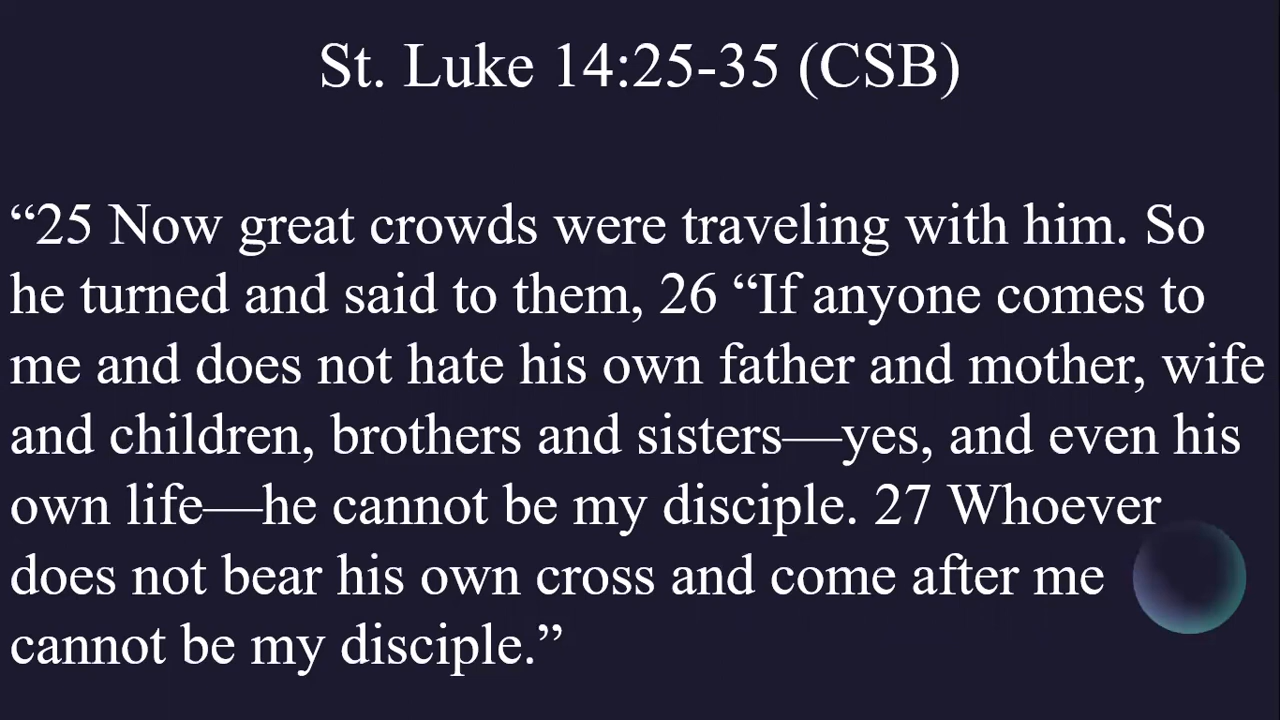 St. Luke 14:25-35 (CSB)
“25 Now great crowds were traveling with him. So
he turned and said to them, 26 “If anyone comes to
me and does not hate his own father and mother, wife
and children, brothers and sisters—yes, and even his
own life—he cannot be my disciple. 27 Whoever
does not bear his own cross and come after me
cannot be my disciple.”